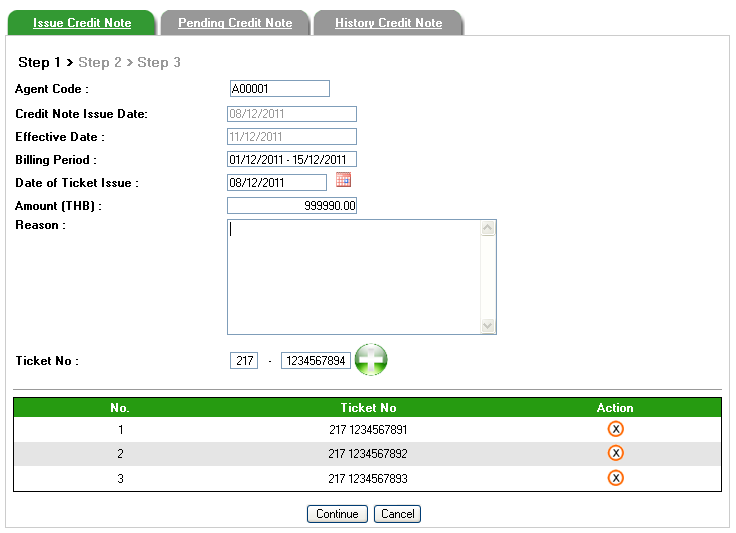 Issue Credit Note Pending Credit Note History Credit Note
Step 1 > Step 2 > Step 3
Agent Code : A00001
Credit Note Issue Date: 08/12/2011
Effective Date : 11/12/2011
Billing Period : 01/12/2011 - 15/12/2011
Date of Ticket Issue : 08/12/2011
Amount (THB) : 999990.00
Reason :
Ticket No : 217 - 1234567894
No. Ticket No Action
1 217 1234567891 X
2 217 1234567892 X
3 217 1234567893 X
Continue Cancel